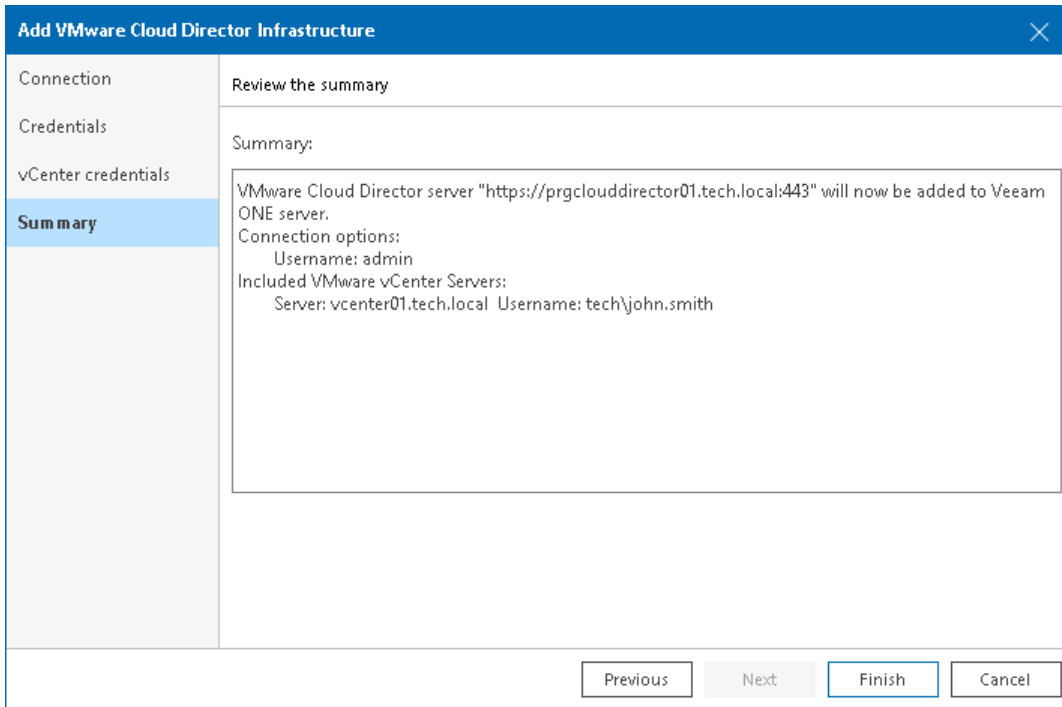 Add VMware Cloud Director Infrastructure
Connection
Credentials
vCenter credentials
Summary
Review the summary
Summary:
VMware Cloud Director server "https://prgclouddirector01.tech.local:443" will now be added to Veeam
ONE server.
Connection options:
Username: admin
Included VMware vCenter Servers:
Server: vcenter01.tech.local  Username: tech\john.smith
Previous
Next
Finish
Cancel